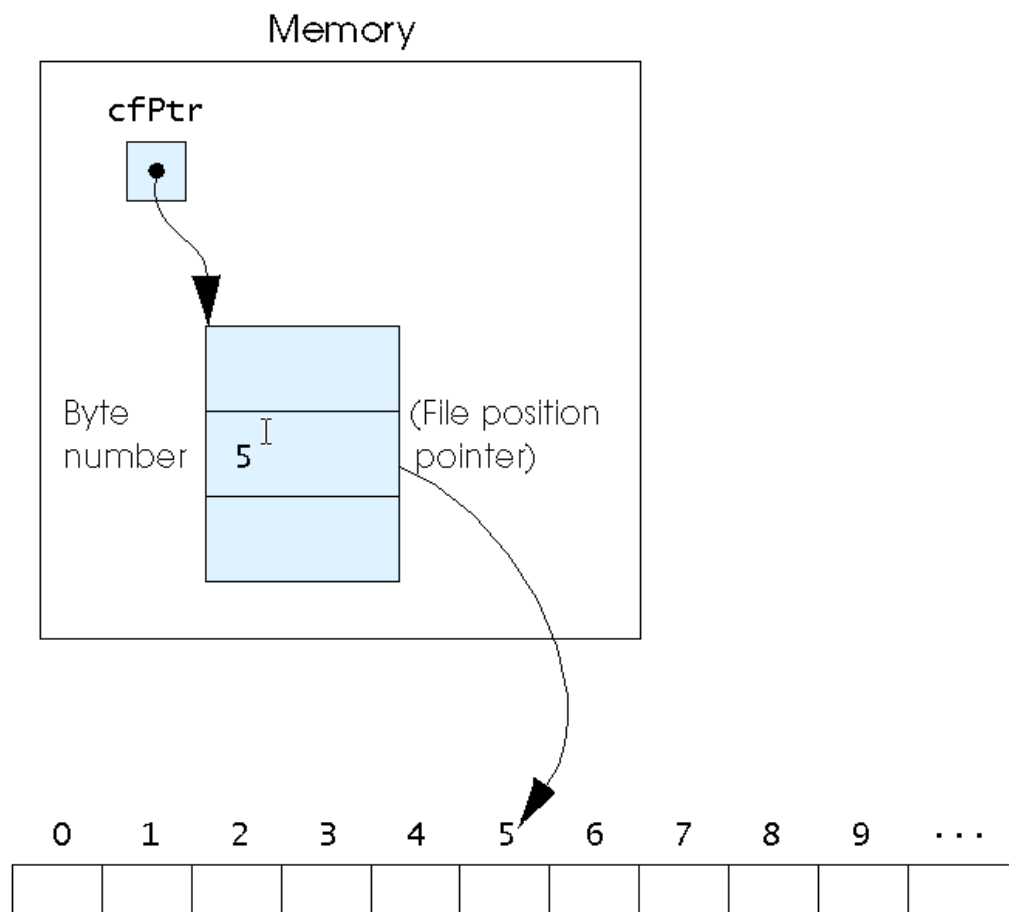 Memory
cfPtr
Byte
number
5
(File position
pointer)
0 1 2 3 4 5 6 7 8 9 ...